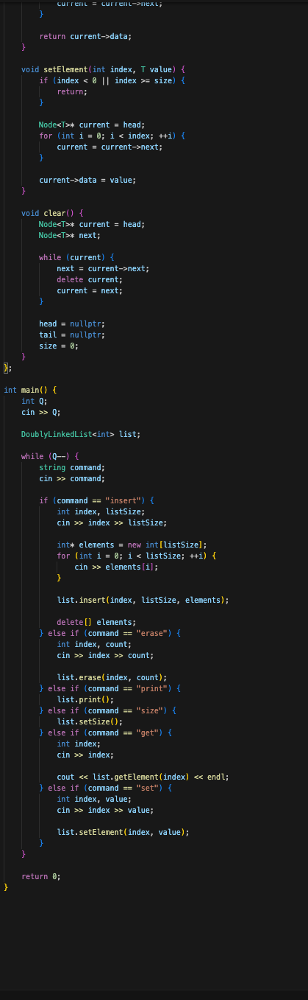 current = current->next;
}
return current->data;
}
void setElement(int index, T value) {
if (index < 0 || index >= size) {
return;
}
Node<T>* current = head;
for (int i = 0; i < index; ++i) {
current = current->next;
}
current->data = value;
}
void clear() {
Node<T>* current = head;
Node<T>* next;
while (current) {
next = current->next;
delete current;
current = next;
}
head = nullptr;
tail = nullptr;
size = 0;
}
};
int main() {
int Q;
cin >> Q;
DoublyLinkedList<int> list;
while (Q--) {
string command;
cin >> command;
if (command == "insert") {
int index, listSize;
cin >> index >> listSize;
int* elements = new int[listSize];
for (int i = 0; i < listSize; ++i) {
cin >> elements[i];
}
list.insert(index, listSize, elements);
delete[] elements;
} else if (command == "erase") {
int index, count;
cin >> index >> count;
list.erase(index, count);
} else if (command == "print") {
list.print();
} else if (command == "size") {
list.setSize();
} else if (command == "get") {
int index;
cin >> index;
cout << list.getElement(index) << endl;
} else if (command == "set") {
int index, value;
cin >> index >> value;
list.setElement(index, value);
}
}
return 0;
}